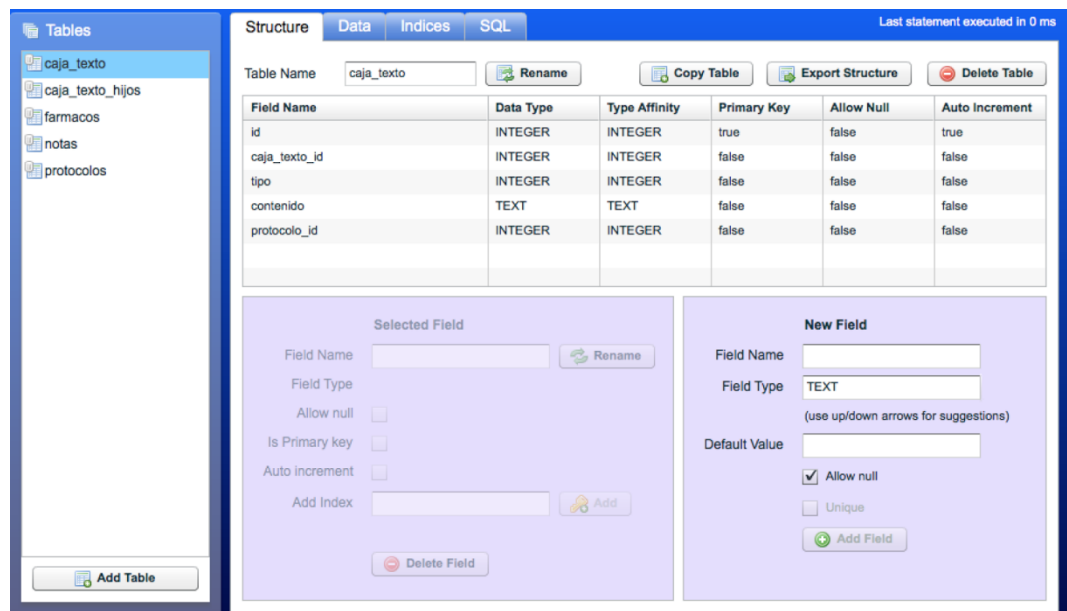 Tables
caja_texto
caja_texto_hijos
farmacos
notas
protocolos
Add Table
Structure Data Indices SQL
Last statement executed in 0 ms
Table Name caja_texto Rename Copy Table Export Structure Delete Table
Field Name Data Type Type Affinity Primary Key Allow Null Auto Increment
id INTEGER INTEGER true false true
caja_texto_id INTEGER INTEGER false false false
tipo INTEGER INTEGER false false false
contenido TEXT TEXT false false false
protocolo_id INTEGER INTEGER false false false
Selected Field
Field Name Rename
Field Type
Allow null
Is Primary key
Auto increment
Add Index Add
Delete Field
New Field
Field Name
Field Type TEXT
(use up/down arrows for suggestions)
Default Value
Allow null
Unique
Add Field